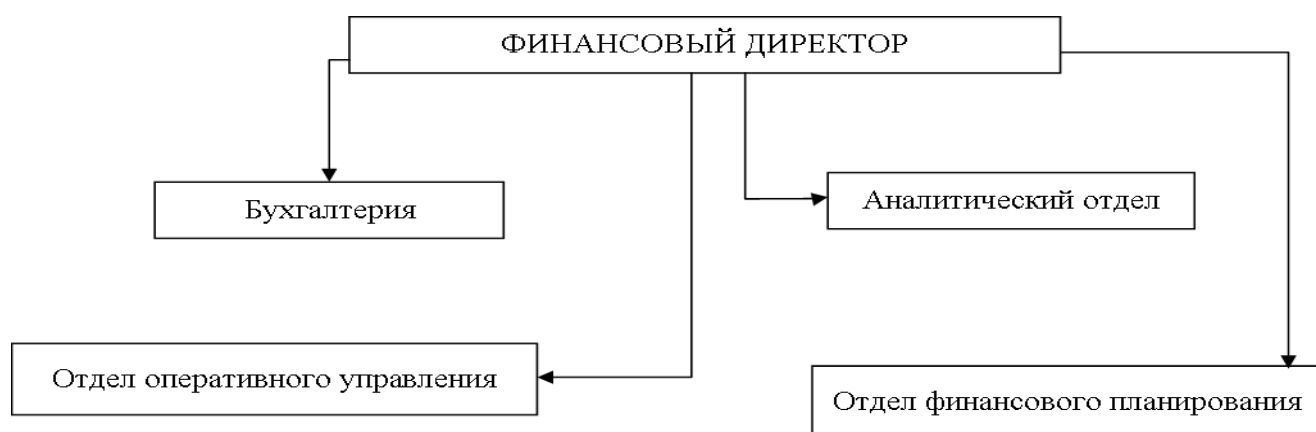 ФИНАНСОВЫЙ ДИРЕКТОР
Бухгалтерия
Аналитический отдел
Отдел оперативного управления
Отдел финансового планирования